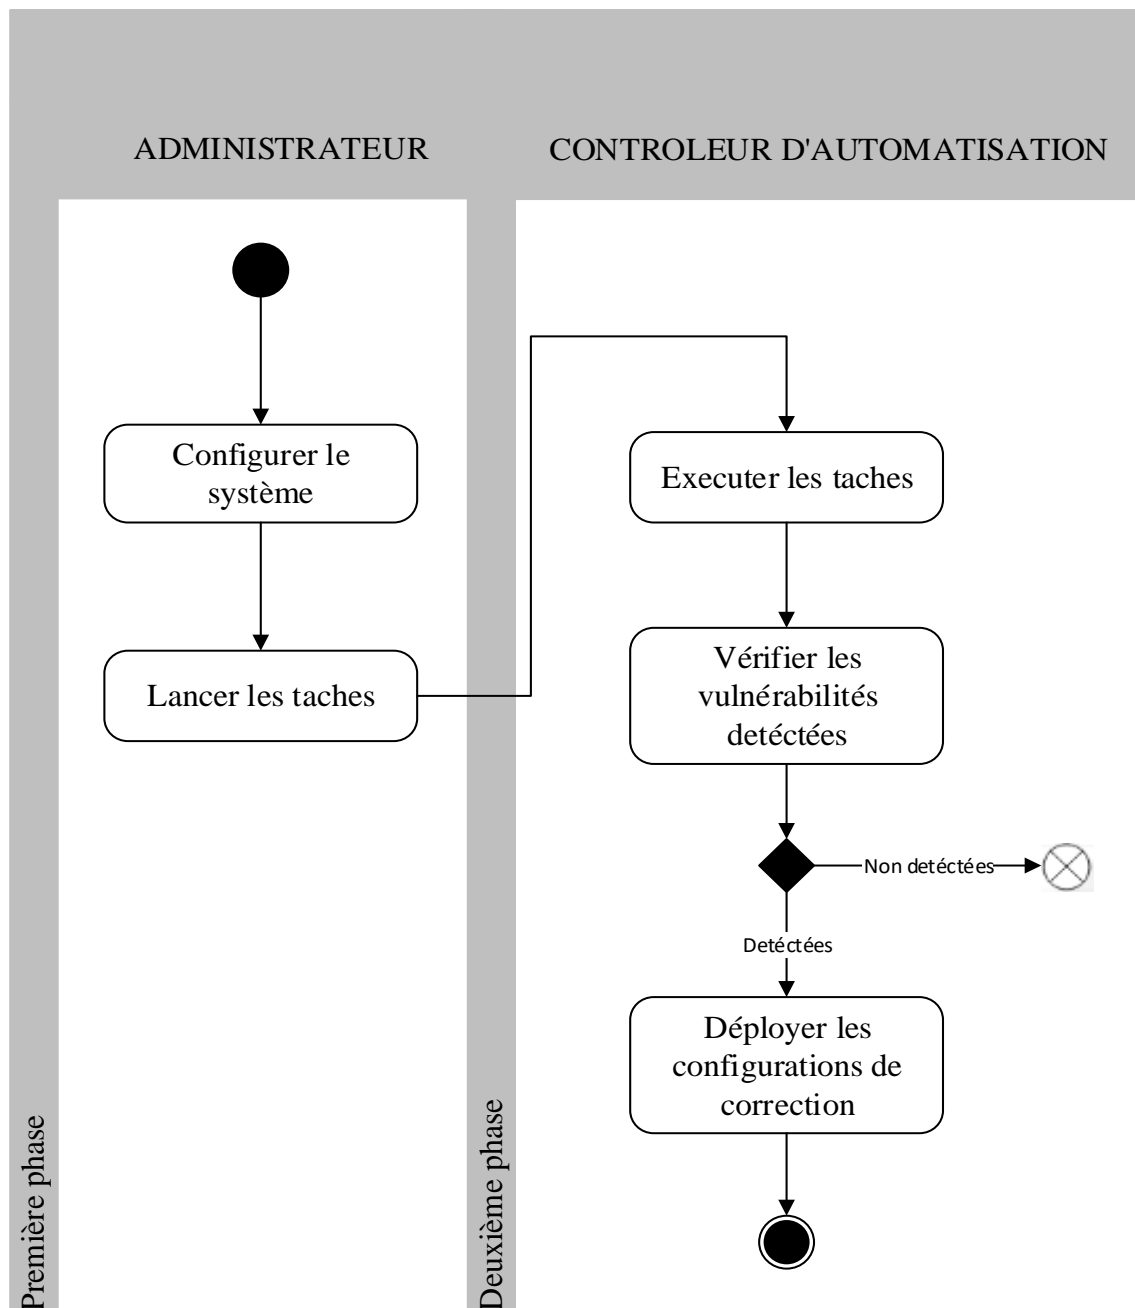 ADMINISTRATEUR
CONTROLEUR D'AUTOMATISATION
Première phase
Configurer le
système
Lancer les taches
Deuxième phase
Executer les taches
Vérifier les
vulnérabilités
detéctées
Non detéctées
Detéctées
Déployer les
configurations de
correction